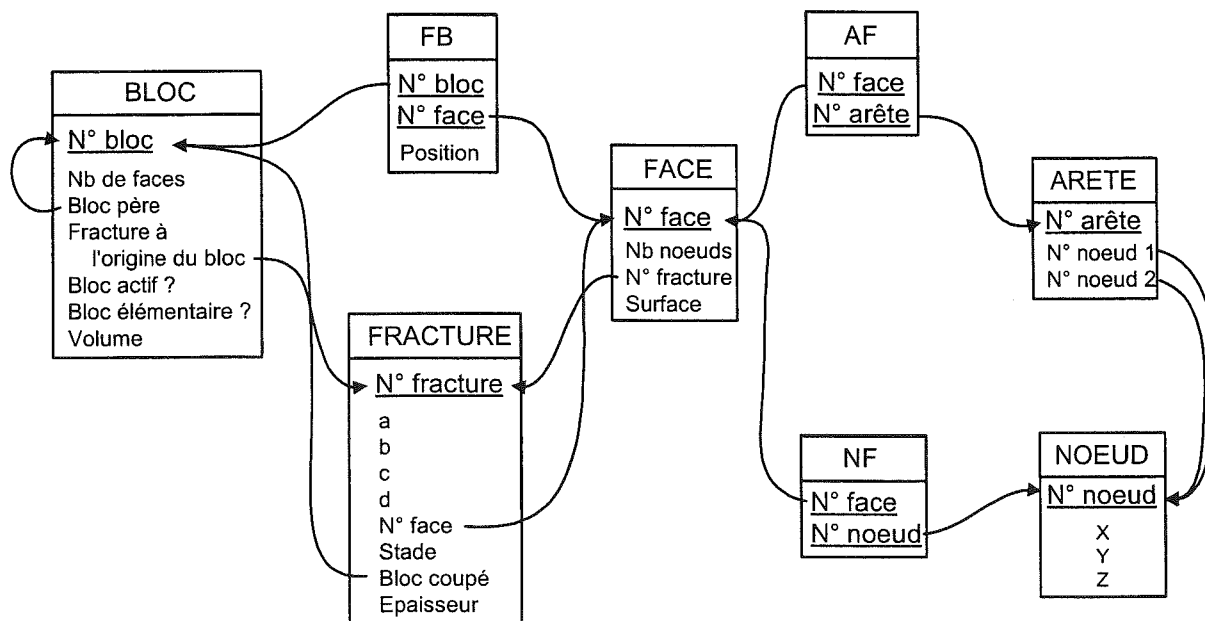 BLOC
N° bloc
Nb de faces
Bloc père
Fracture à
l'origine du bloc
Bloc actif ?
Bloc élémentaire ?
Volume
FB
N° bloc
N° face
Position
FRACTURE
N° fracture
a
b
c
d
N° face
Stade
Bloc coupé
Epaisseur
FACE
N° face
Nb noeuds
N° fracture
Surface
AF
N° face
N° arête
NF
N° face
N° noeud
ARETE
N° arête
N° noeud 1
N° noeud 2
NOEUD
N° noeud
X
Y
Z